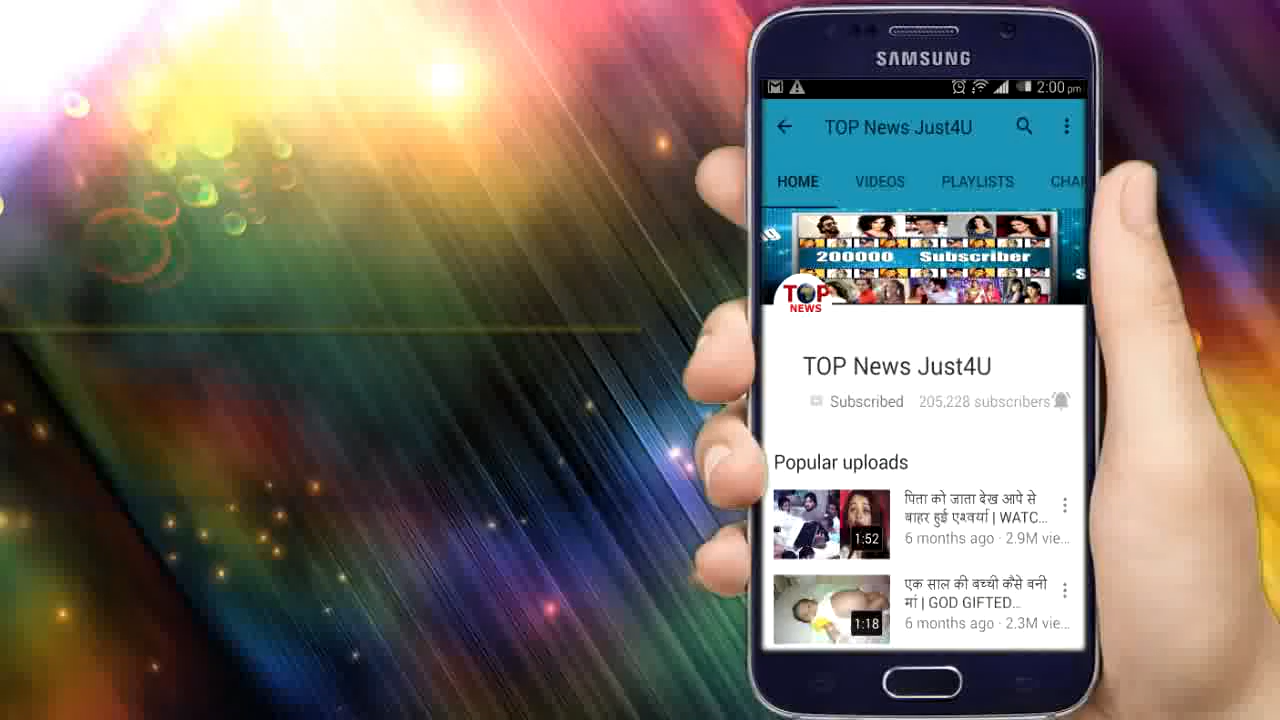 SAMSUNG
2:00 pm
TOP News Just4U
HOME VIDEOS PLAYLISTS CHA
200000 Subscriber
TOP
NEWS
TOP News Just4U
Subscribed 205,228 subscribers
Popular uploads
पिता को जाता देख आपे से
बाहर हुई एश्वर्या | WATC...
1:52
6 months ago · 2.9M vie...
एक साल की बच्ची कैसे बनी
मां | GOD GIFTED...
1:18
6 months ago · 2.3M vie...